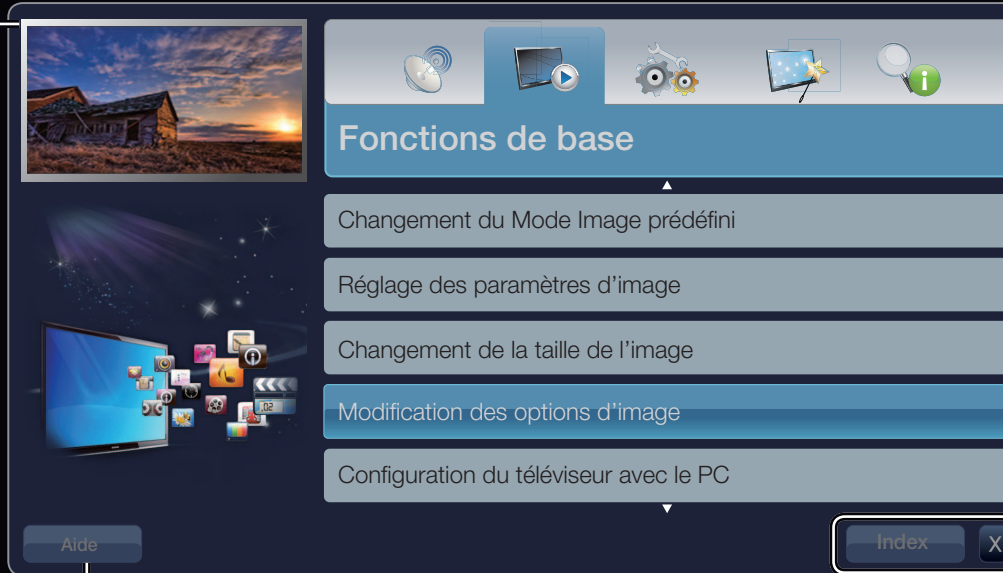 Fonctions de base
Changement du Mode Image prédéfini
Réglage des paramètres d’image
Changement de la taille de l’image
Modification des options d’image
Configuration du téléviseur avec le PC
Aide
Index X